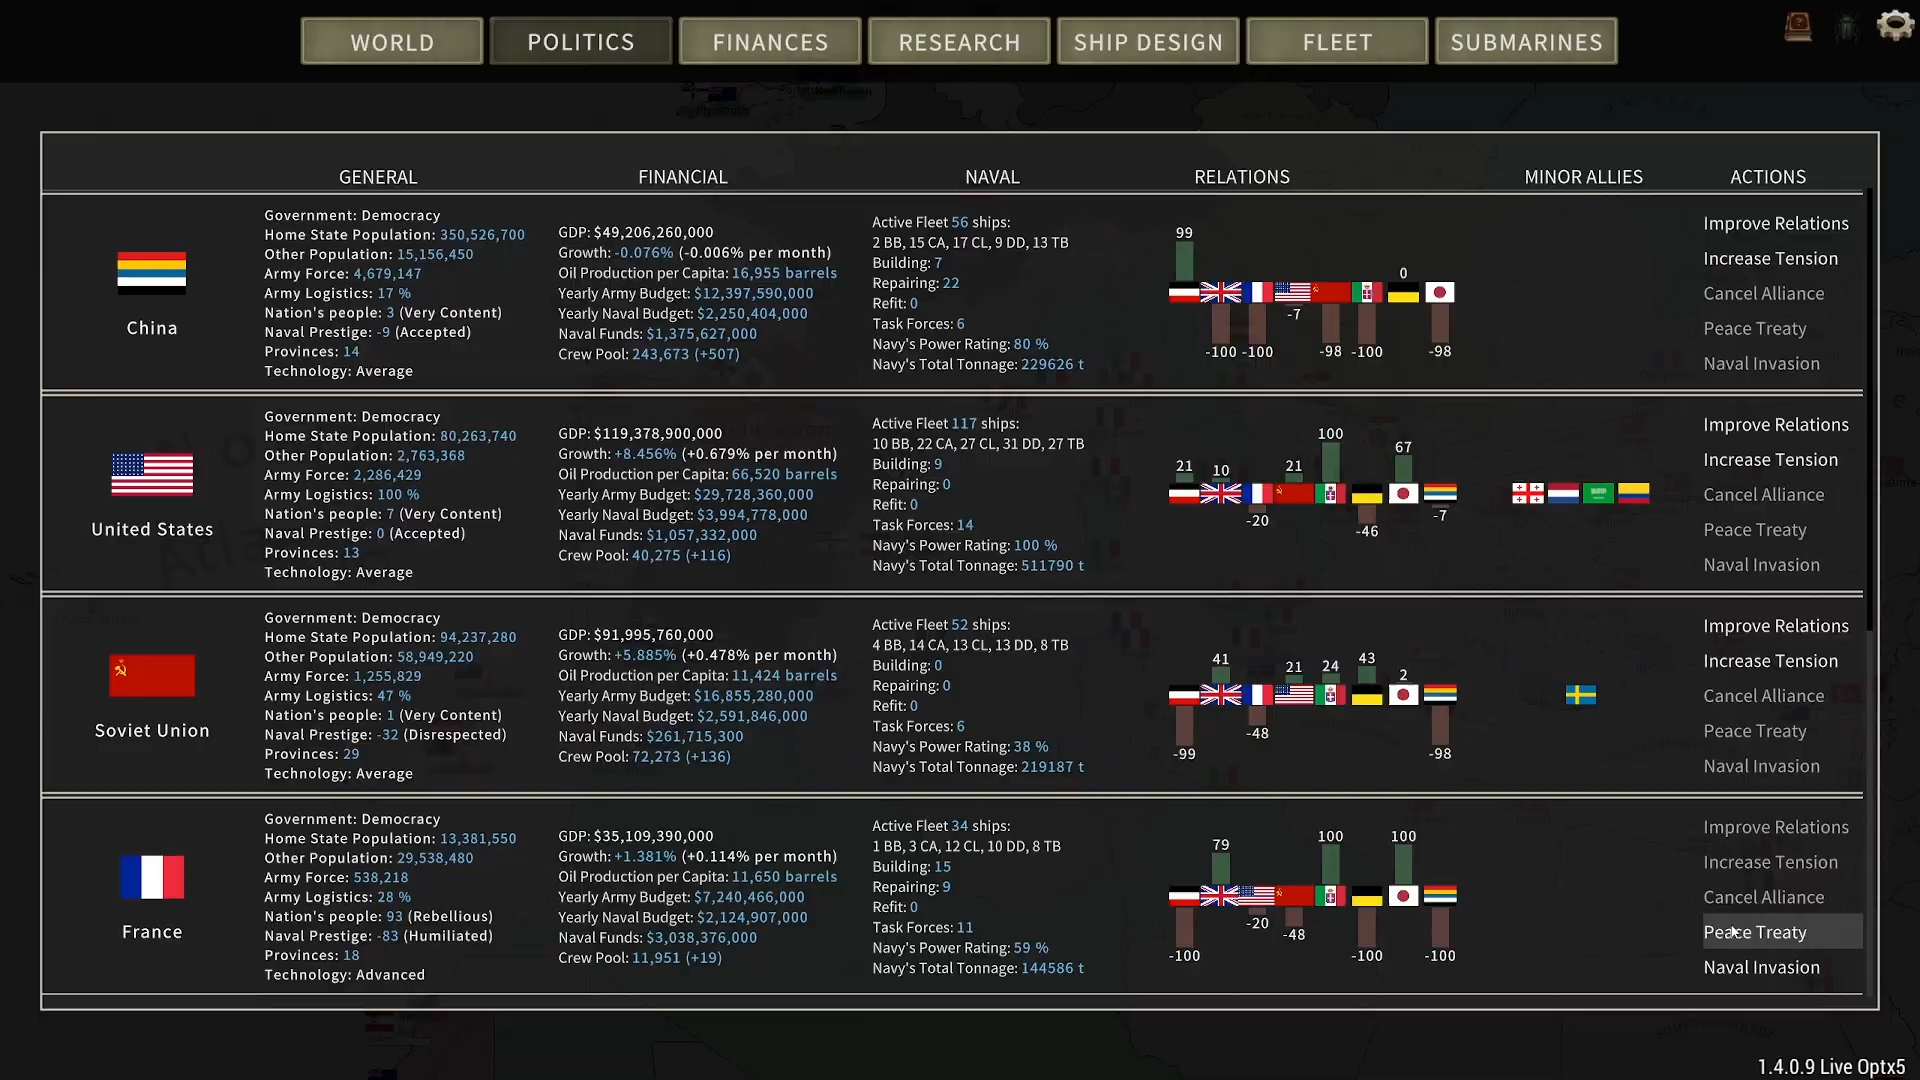 WORLD
POLITICS
FINANCES
RESEARCH
SHIP DESIGN
FLEET
SUBMARINES
GENERAL
FINANCIAL
NAVAL
RELATIONS
MINOR ALLIES
ACTIONS
China
Government: Democracy
Home State Population: 350,526,700
Other Population: 15,156,450
Army Force: 4,679,147
Army Logistics: 17 %
Nation's people: 3 (Very Content)
Naval Prestige: -9 (Accepted)
Provinces: 14
Technology: Average
GDP: $49,206,260,000
Growth: -0.076% (-0.006% per month)
Oil Production per Capita: 16,955 barrels
Yearly Army Budget: $12,397,590,000
Yearly Naval Budget: $2,250,404,000
Naval Funds: $1,375,627,000
Crew Pool: 243,673 (+507)
Active Fleet 56 ships:
2 BB, 15 CA, 17 CL, 9 DD, 13 TB
Building: 7
Repairing: 22
Refit: 0
Task Forces: 6
Navy's Power Rating: 80 %
Navy's Total Tonnage: 229626 t
99
0
-7
-100 -100 -98 -100 -98
Improve Relations
Increase Tension
Cancel Alliance
Peace Treaty
Naval Invasion
United States
Government: Democracy
Home State Population: 80,263,740
Other Population: 2,763,368
Army Force: 2,286,429
Army Logistics: 100 %
Nation's people: 7 (Very Content)
Naval Prestige: 0 (Accepted)
Provinces: 13
Technology: Average
GDP: $119,378,900,000
Growth: +8.456% (+0.679% per month)
Oil Production per Capita: 66,520 barrels
Yearly Army Budget: $29,728,360,000
Yearly Naval Budget: $3,994,778,000
Naval Funds: $1,057,332,000
Crew Pool: 40,275 (+116)
Active Fleet 117 ships:
10 BB, 22 CA, 27 CL, 31 DD, 27 TB
Building: 9
Repairing: 0
Refit: 0
Task Forces: 14
Navy's Power Rating: 100 %
Navy's Total Tonnage: 511790 t
100
67
21 10 21
-20 -46 -7
Improve Relations
Increase Tension
Cancel Alliance
Peace Treaty
Naval Invasion
Soviet Union
Government: Democracy
Home State Population: 94,237,280
Other Population: 58,949,220
Army Force: 1,255,829
Army Logistics: 47 %
Nation's people: 1 (Very Content)
Naval Prestige: -32 (Disrespected)
Provinces: 29
Technology: Average
GDP: $91,995,760,000
Growth: +5.885% (+0.478% per month)
Oil Production per Capita: 11,424 barrels
Yearly Army Budget: $16,855,280,000
Yearly Naval Budget: $2,591,846,000
Naval Funds: $261,715,300
Crew Pool: 72,273 (+136)
Active Fleet 52 ships:
4 BB, 14 CA, 13 CL, 13 DD, 8 TB
Building: 0
Repairing: 0
Refit: 0
Task Forces: 6
Navy's Power Rating: 38 %
Navy's Total Tonnage: 219187 t
41 21 24 43 2
-99 -48 -98
Improve Relations
Increase Tension
Cancel Alliance
Peace Treaty
Naval Invasion
France
Government: Democracy
Home State Population: 13,381,550
Other Population: 29,538,480
Army Force: 538,218
Army Logistics: 28 %
Nation's people: 93 (Rebellious)
Naval Prestige: -83 (Humiliated)
Provinces: 18
Technology: Advanced
GDP: $35,109,390,000
Growth: +1.381% (+0.114% per month)
Oil Production per Capita: 11,650 barrels
Yearly Army Budget: $7,240,466,000
Yearly Naval Budget: $2,124,907,000
Naval Funds: $3,038,376,000
Crew Pool: 11,951 (+19)
Active Fleet 34 ships:
1 BB, 3 CA, 12 CL, 10 DD, 8 TB
Building: 15
Repairing: 9
Refit: 0
Task Forces: 11
Navy's Power Rating: 59 %
Navy's Total Tonnage: 144586 t
79 100 100
-100 -20 -48 -100 -100
Improve Relations
Increase Tension
Cancel Alliance
Peace Treaty
Naval Invasion
1.4.0.9 Live Optx5